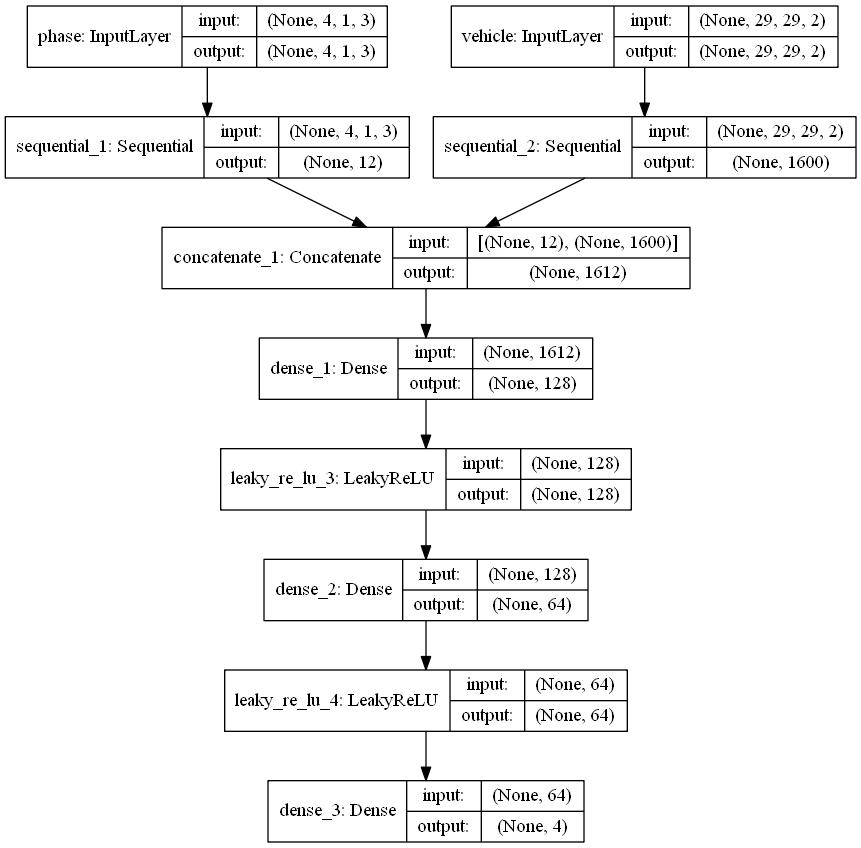 phase: InputLayer
input: (None, 4, 1, 3)
output: (None, 4, 1, 3)
vehicle: InputLayer
input: (None, 29, 29, 2)
output: (None, 29, 29, 2)
sequential_1: Sequential
input: (None, 4, 1, 3)
output: (None, 12)
sequential_2: Sequential
input: (None, 29, 29, 2)
output: (None, 1600)
concatenate_1: Concatenate
input: [(None, 12), (None, 1600)]
output: (None, 1612)
dense_1: Dense
input: (None, 1612)
output: (None, 128)
leaky_re_lu_3: LeakyReLU
input: (None, 128)
output: (None, 128)
dense_2: Dense
input: (None, 128)
output: (None, 64)
leaky_re_lu_4: LeakyReLU
input: (None, 64)
output: (None, 64)
dense_3: Dense
input: (None, 64)
output: (None, 4)